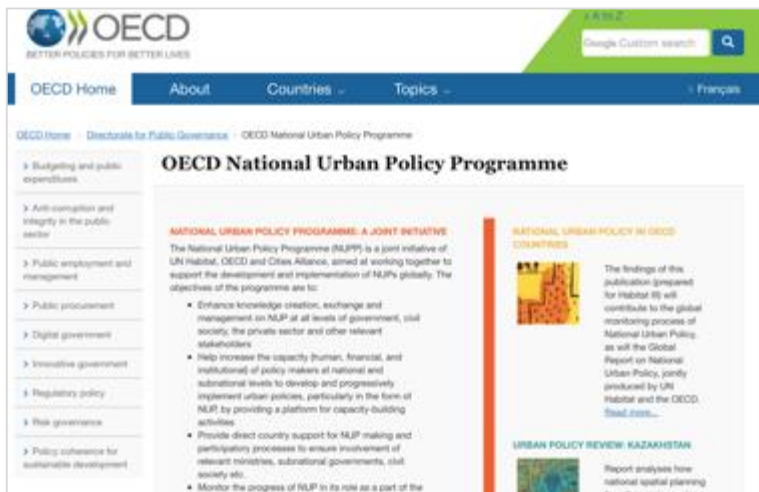 OECD
BETTER POLICIES FOR BETTER LIVES
A to Z
Google Custom search
OECD Home
About
Countries
Topics
Français
OECD Home
Directorate for Public Governance
OECD National Urban Policy Programme
Budgeting and public
expenditures
Anti-corruption and
integrity in the public
sector
Public employment and
management
Public procurement
Digital government
Innovative government
Regulatory policy
Risk governance
Policy coherence for
sustainable development
OECD National Urban Policy Programme
NATIONAL URBAN POLICY PROGRAMME: A JOINT INITIATIVE
The National Urban Policy Programme (NUPP) is a joint initiative of
UN Habitat, OECD and Cities Alliance, aimed at working together to
support the development and implementation of NUPs globally. The
objectives of the programme are to:
• Enhance knowledge creation, exchange and
management on NUP at all levels of government, civil
society, the private sector and other relevant
stakeholders
• Help increase the capacity (human, financial, and
institutional) of policy makers at national and
subnational levels to develop and progressively
implement urban policies, particularly in the form of
NUP, by providing a platform for capacity-building
activities
• Provide direct country support for NUP making and
participatory processes to ensure involvement of
relevant ministries, subnational governments, civil
society etc.
• Monitor the progress of NUP in its role as a part of the
NATIONAL URBAN POLICY IN OECD
COUNTRIES
The findings of this
publication (prepared
for Habitat III) will
contribute to the global
monitoring process of
National Urban Policy,
as will the Global
Report on National
Urban Policy, jointly
produced by UN
Habitat and the OECD.
Read more...
URBAN POLICY REVIEW: KAZAKHSTAN
Report analyses how
national spatial planning